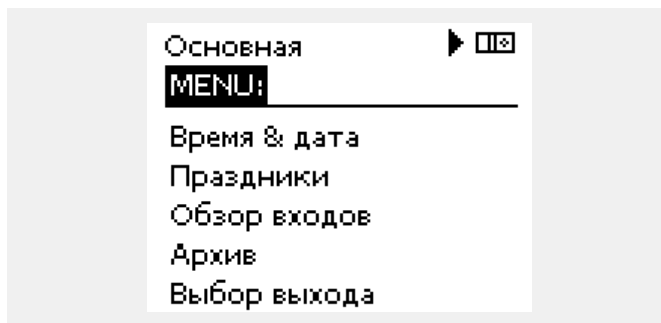 Основная
MENU:
Время & дата
Праздники
Обзор входов
Архив
Выбор выхода